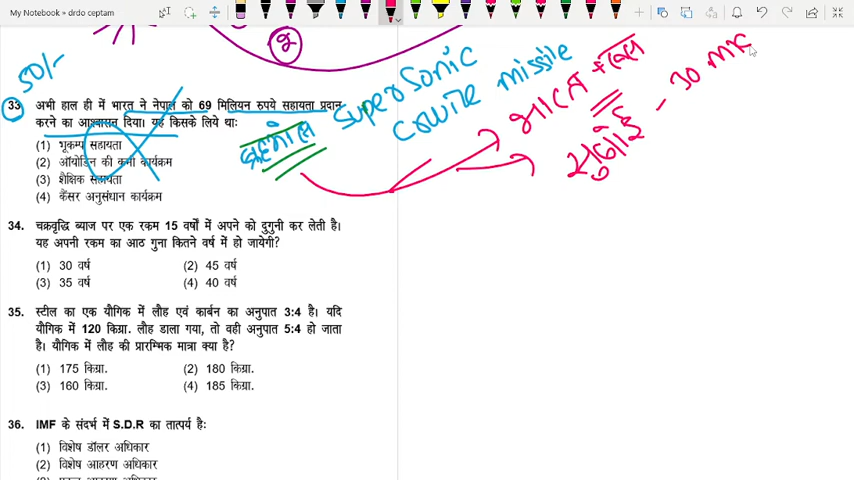 Windows • drdo ceptam
50/-
33. अभी हाल ही में भारत ने नेपाल को 69 मिलियन रुपये सहायता प्रदान
करने का आश्वासन दिया। यह किसके लिये थाः
(1) भूकम्प सहायता
(2) ऑयोडिन की कमी कार्यक्रम
(3) शैक्षिक सहायता
(4) कैंसर अनुसंधान कार्यक्रम
34. चक्रवृद्धि ब्याज पर एक रकम 15 वर्षों में अपने को दुगुनी कर लेती है।
यह अपनी रकम का आठ गुना कितने वर्ष में हो जायेगी?
(1) 30 वर्ष (2) 45 वर्ष
(3) 35 वर्ष (4) 40 वर्ष
35. स्टील का एक यौगिक में लौह एवं कार्बन का अनुपात 3:4 है। यदि
यौगिक में 120 किग्रा. लौह डाला गया, तो वही अनुपात 5:4 हो जाता
है। यौगिक में लौह की प्रारम्भिक मात्रा क्या है?
(1) 175 किग्रा. (2) 180 किग्रा.
(3) 160 किग्रा. (4) 185 किग्रा.
36. IMF के संदर्भ में S.D.R का तात्पर्य हैः
(1) विशेष डॉलर अधिकार
(2) विशेष आहरण अधिकार
supersonic
missile
भारत + रूस
सुखोई - 30 MK